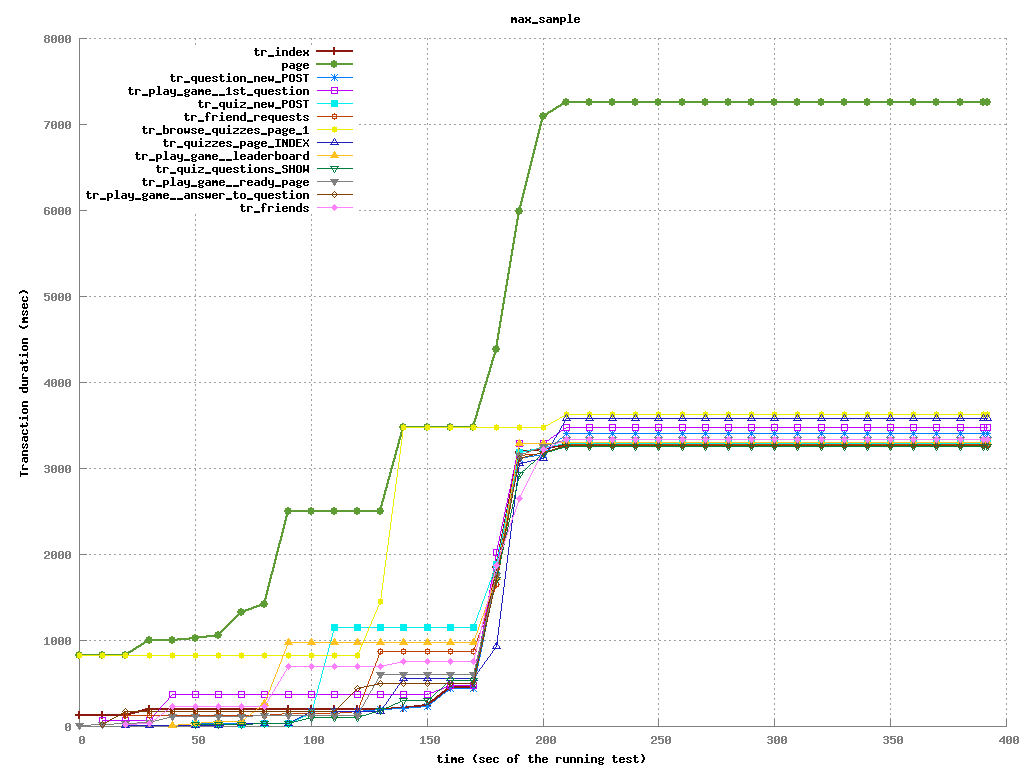 max_sample
8000
7000
6000
5000
4000
3000
2000
1000
0
Transaction duration (msec)
tr_index
page
tr_question_new_POST
tr_play_game__1st_question
tr_quiz_new_POST
tr_friend_requests
tr_browse_quizzes_page_1
tr_quizzes_page_INDEX
tr_play_game__leaderboard
tr_quiz_questions_SHOW
tr_play_game__ready_page
tr_play_game__answer_to_question
tr_friends
0 50 100 150 200 250 300 350 400
time (sec of the running test)